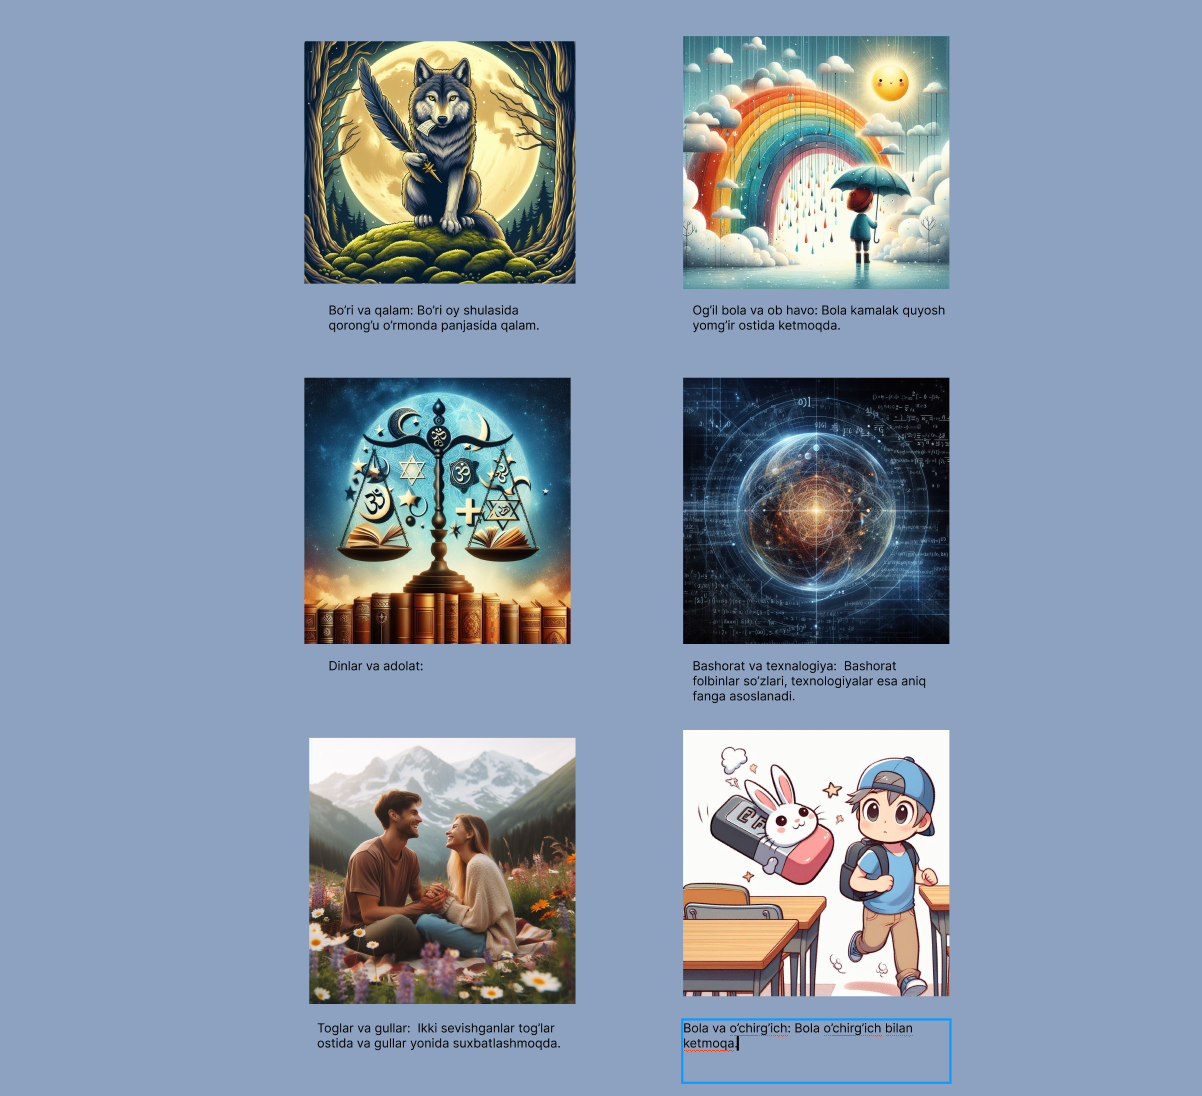 Bo’ri va qalam: Bo’ri oy shulasida
qorong’u o’rmonda panjasida qalam.
Og’il bola va ob havo: Bola kamalak quyosh
yomg’ir ostida ketmoqda.
Dinlar va adolat:
Bashorat va texnalogiya:  Bashorat
folbinlar so’zlari, texnologiyalar esa aniq
fanga asoslanadi.
Toglar va gullar:  Ikki sevishganlar tog’lar
ostida va gullar yonida suxbatlashmoqda.
Bola va o’chirg’ich: Bola o’chirg’ich bilan
ketmoqa.